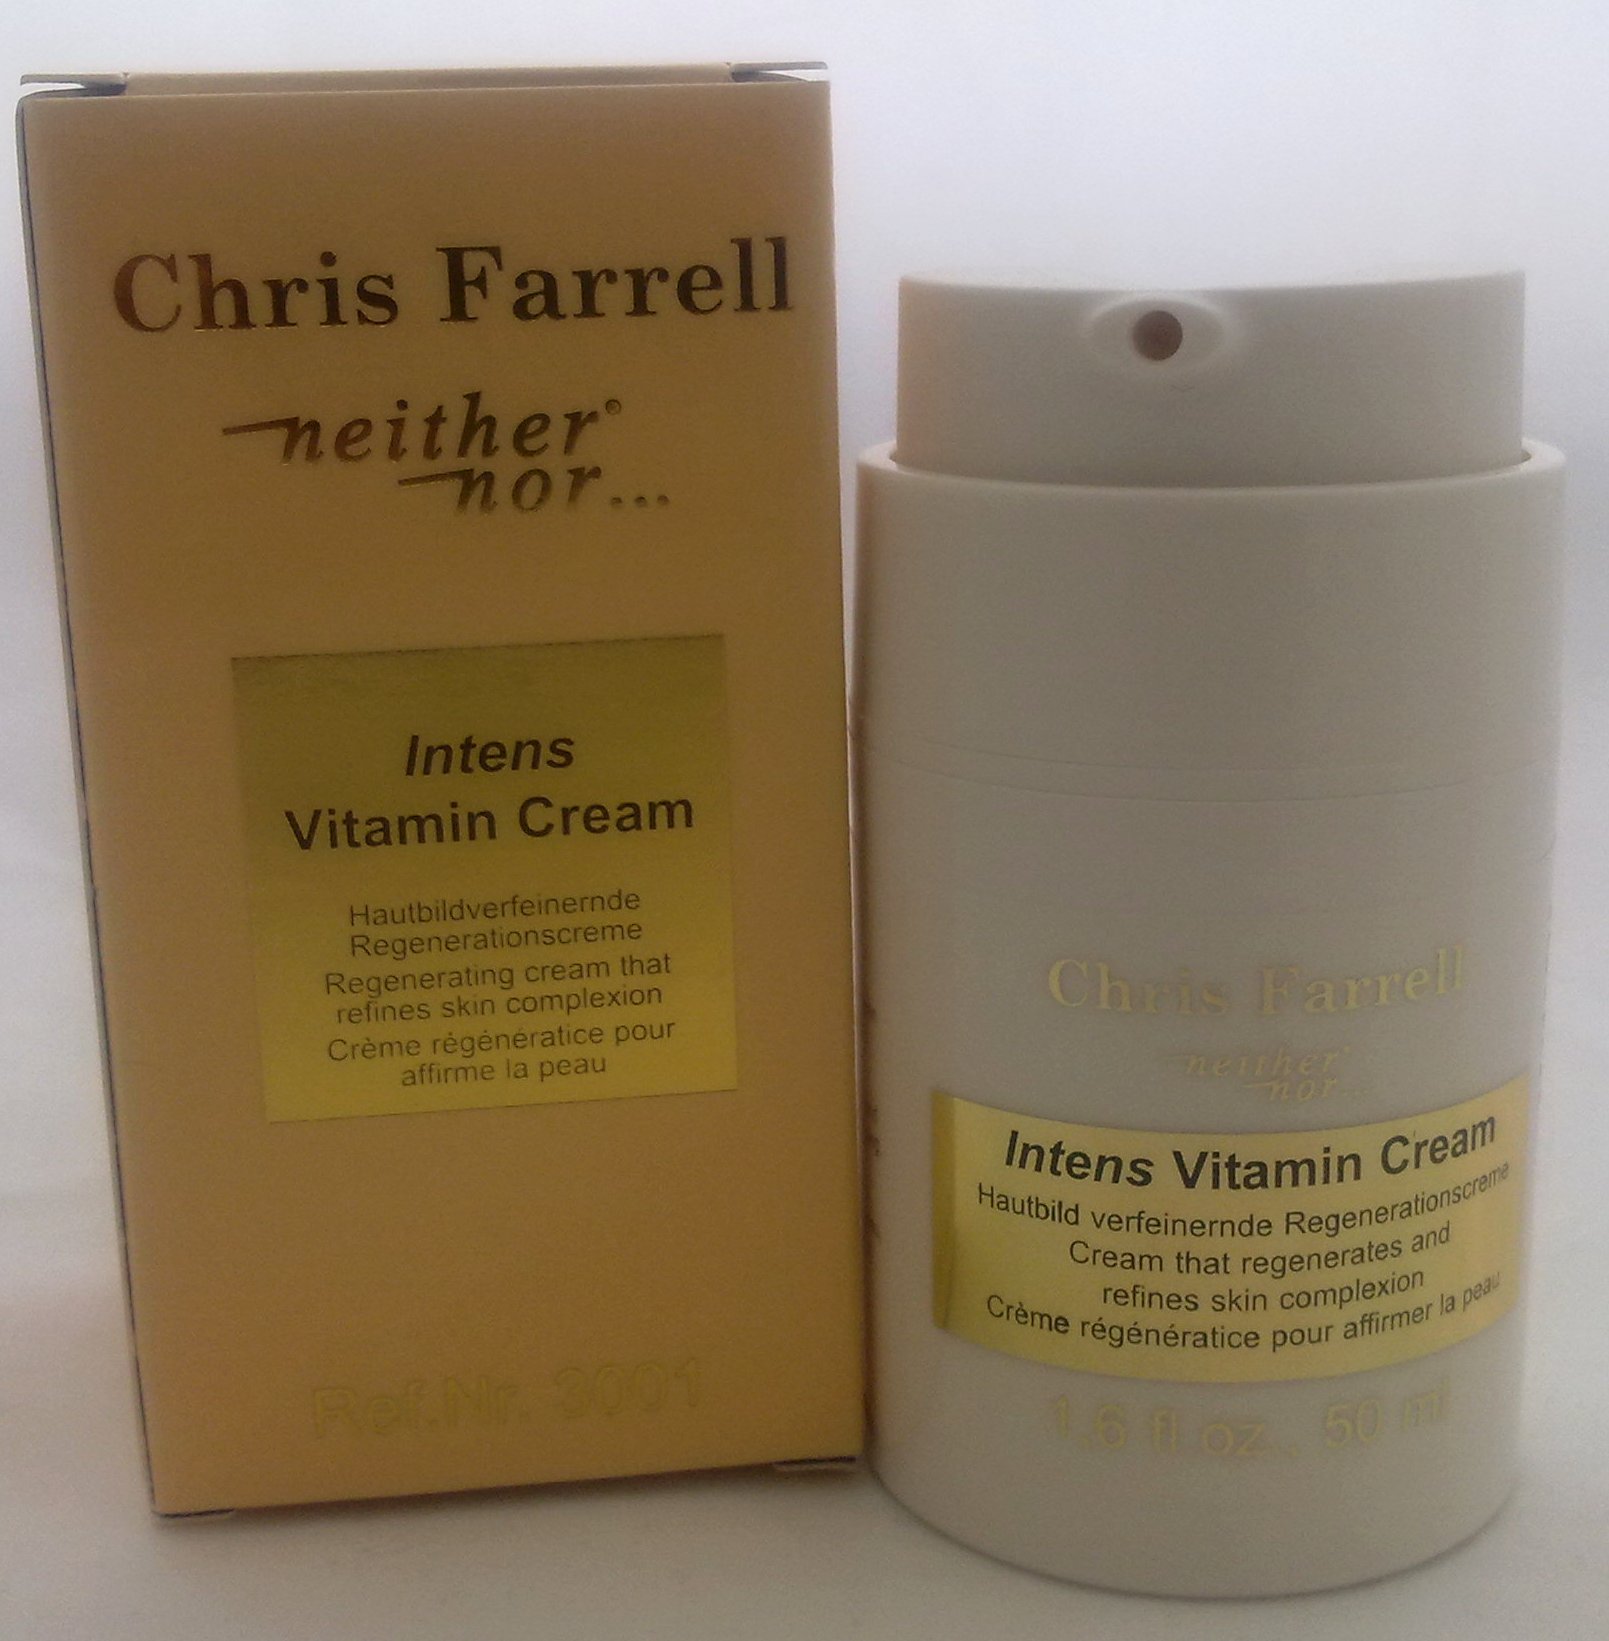 Chris Farrell
neither®
nor...
Intens
Vitamin Cream
Hautbildverfeinernde
Regenerationscreme
Regenerating cream that
refines skin complexion
Crème régénératice pour
affirme la peau
Ref.Nr. 3001
Chris Farrell
neither®
nor...
Intens Vitamin Cream
Hautbild verfeinernde Regenerationscreme
Cream that regenerates and
refines skin complexion
Crème régénératice pour affirmer la peau
1.6 fl oz., 50 ml